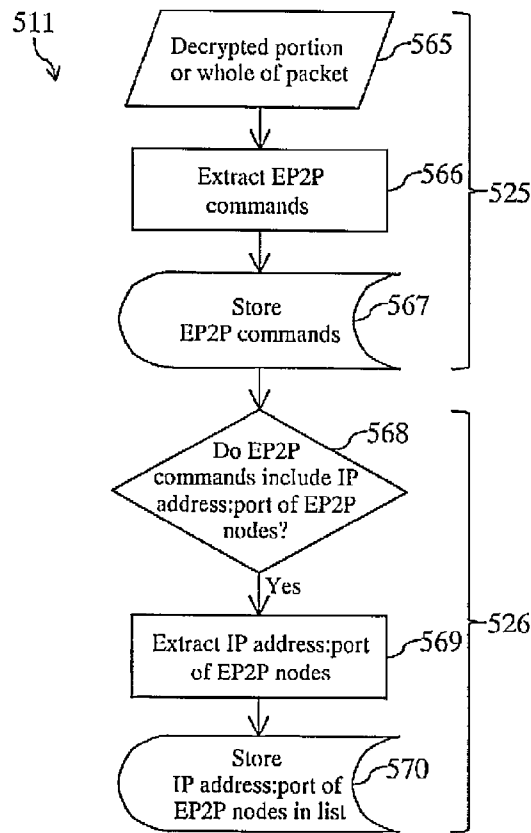 511
Decrypted portion
or whole of packet
565
Extract EP2P
commands
566
525
Store
EP2P commands
567
568
Do EP2P
commands include IP
address:port of EP2P
nodes?
Yes
526
Extract IP address:port
of EP2P nodes
569
Store
IP address:port of
EP2P nodes in list
570